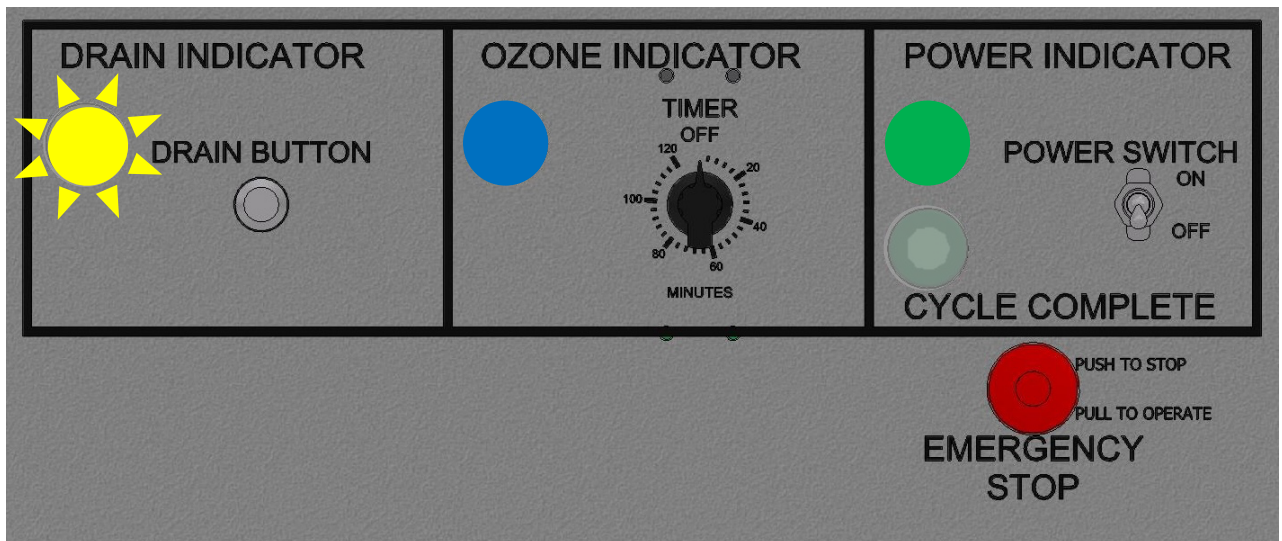 DRAIN INDICATOR
DRAIN BUTTON
OZONE INDICATOR
TIMER
OFF
120
20
100
40
80
60
MINUTES
POWER INDICATOR
POWER SWITCH
ON
OFF
CYCLE COMPLETE
PUSH TO STOP
PULL TO OPERATE
EMERGENCY
STOP